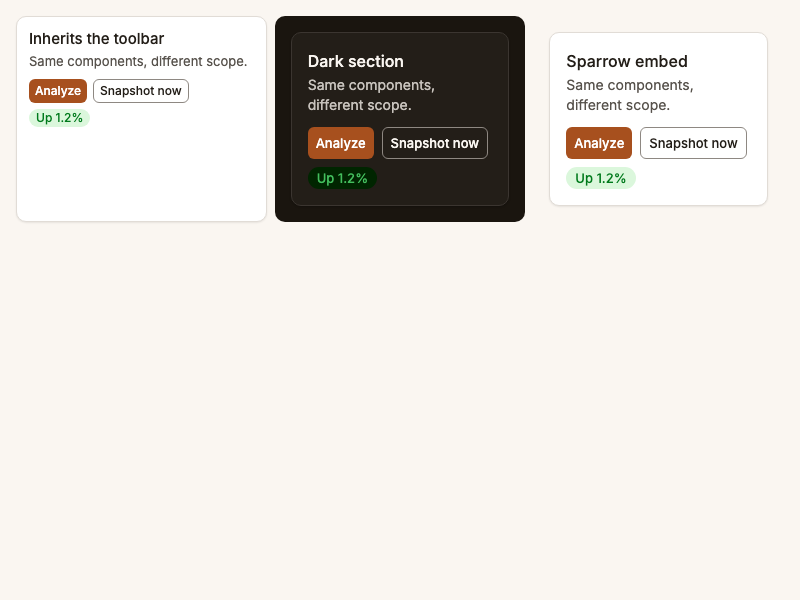 Inherits the toolbar
Same components, different scope.
Analyze
Snapshot now
Up 1.2%
Dark section
Same components,
different scope.
Analyze
Snapshot now
Up 1.2%
Sparrow embed
Same components,
different scope.
Analyze
Snapshot now
Up 1.2%